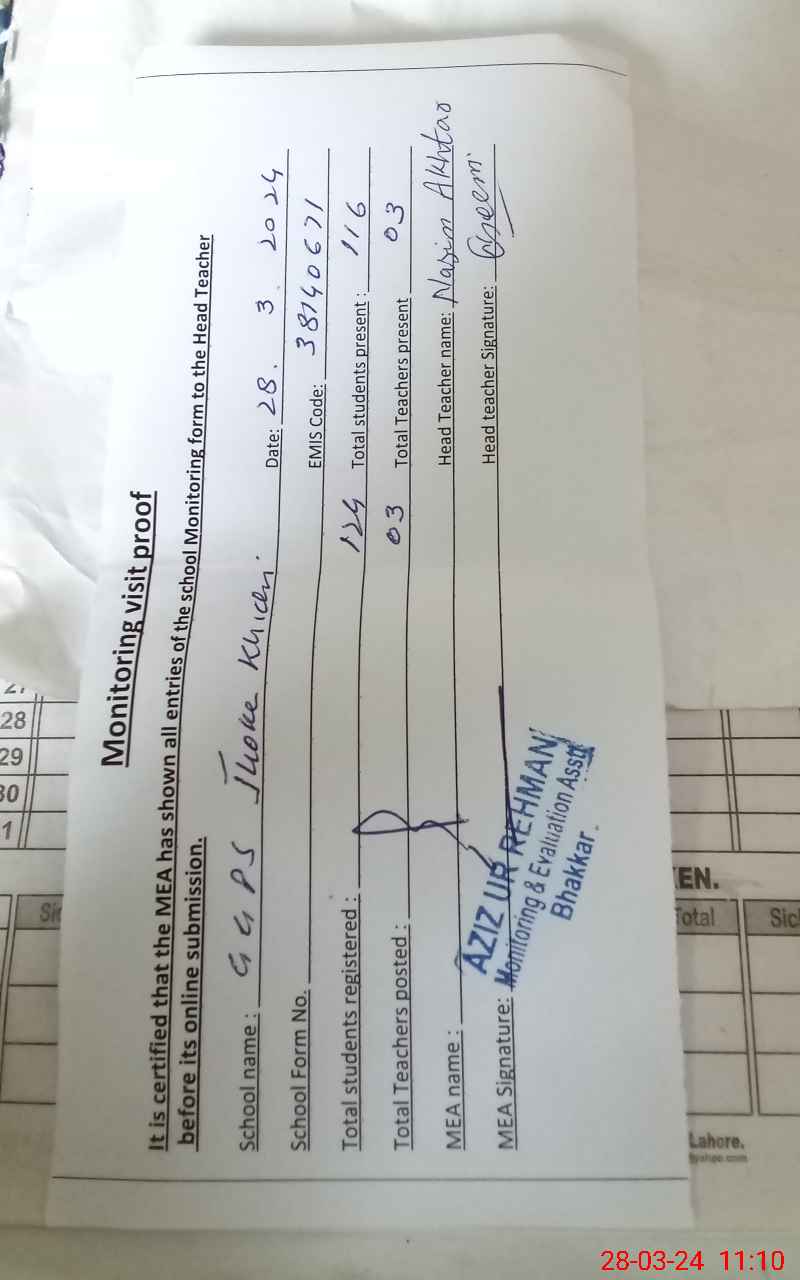 Monitoring visit proof
It is certified that the MEA has shown all entries of the school Monitoring form to the Head Teacher
before its online submission.
School name : GGPS Jhoke Khichi. Date: 28. 3. 2024
School Form No. EMIS Code: 38140671
Total students registered : 124 Total students present : 116
Total Teachers posted : 03 Total Teachers present 03
MEA name : Head Teacher name: Nasim Akhtar
MEA Signature: Head teacher Signature:
AZIZ UR REHMAN
Monitoring & Evaluation Asstt
Bhakkar.
27
28
29
30
1
EN.
Total Sick
Lahore.
28-03-24 11:10